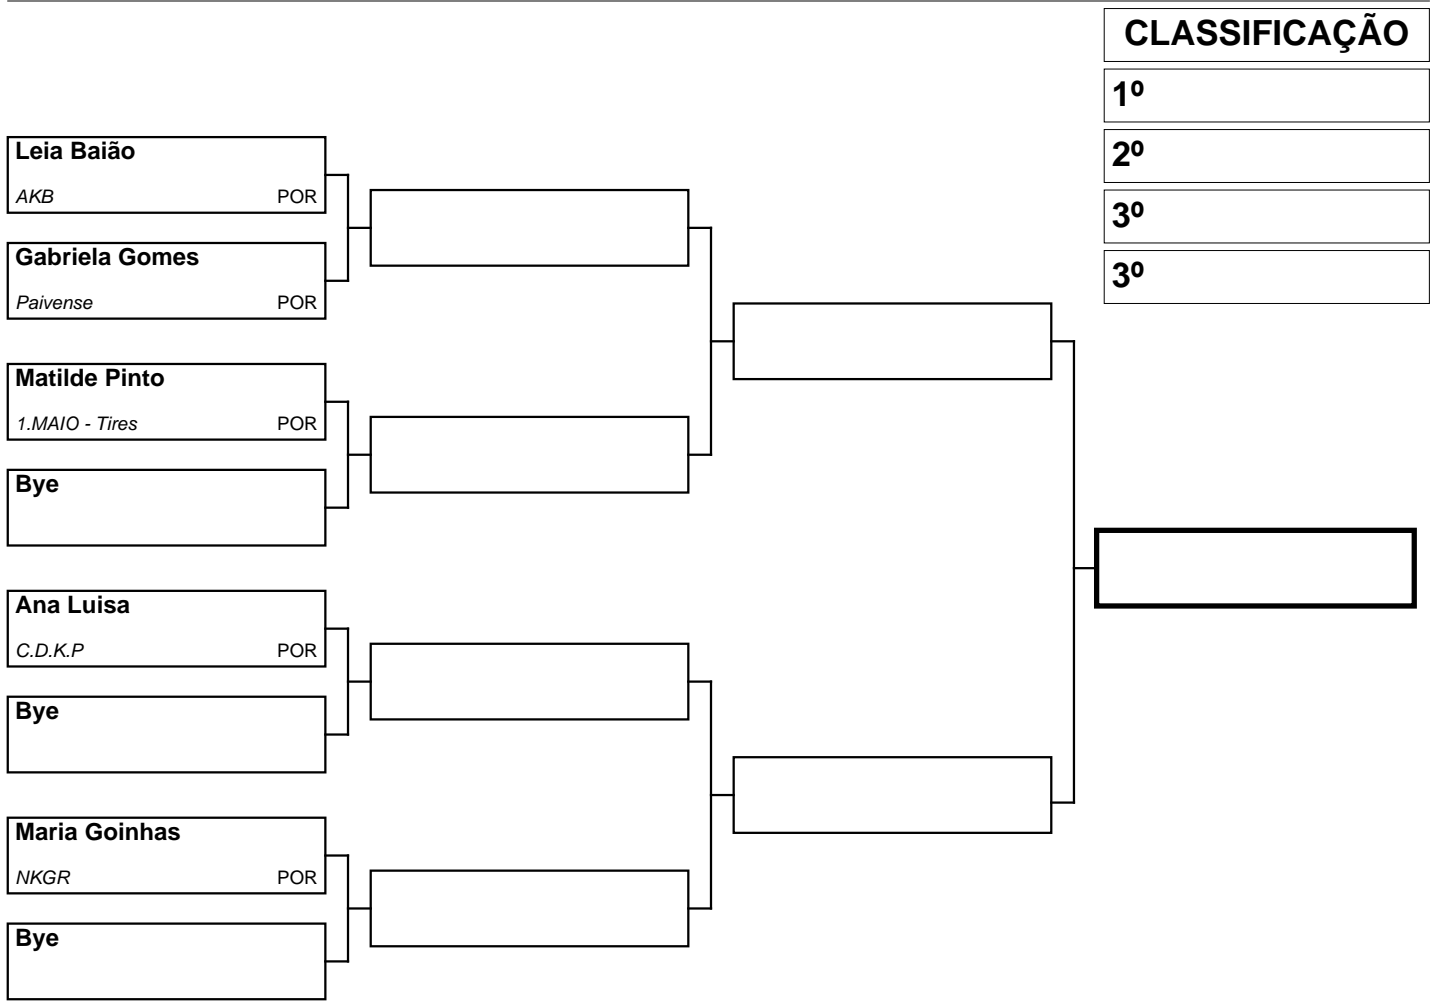 CLASSIFICAÇÃO
1º
2º
3º
3º
Leia Baião
AKB POR
Gabriela Gomes
Paivense POR
Matilde Pinto
1.MAIO - Tires POR
Bye
Ana Luisa
C.D.K.P POR
Bye
Maria Goinhas
NKGR POR
Bye